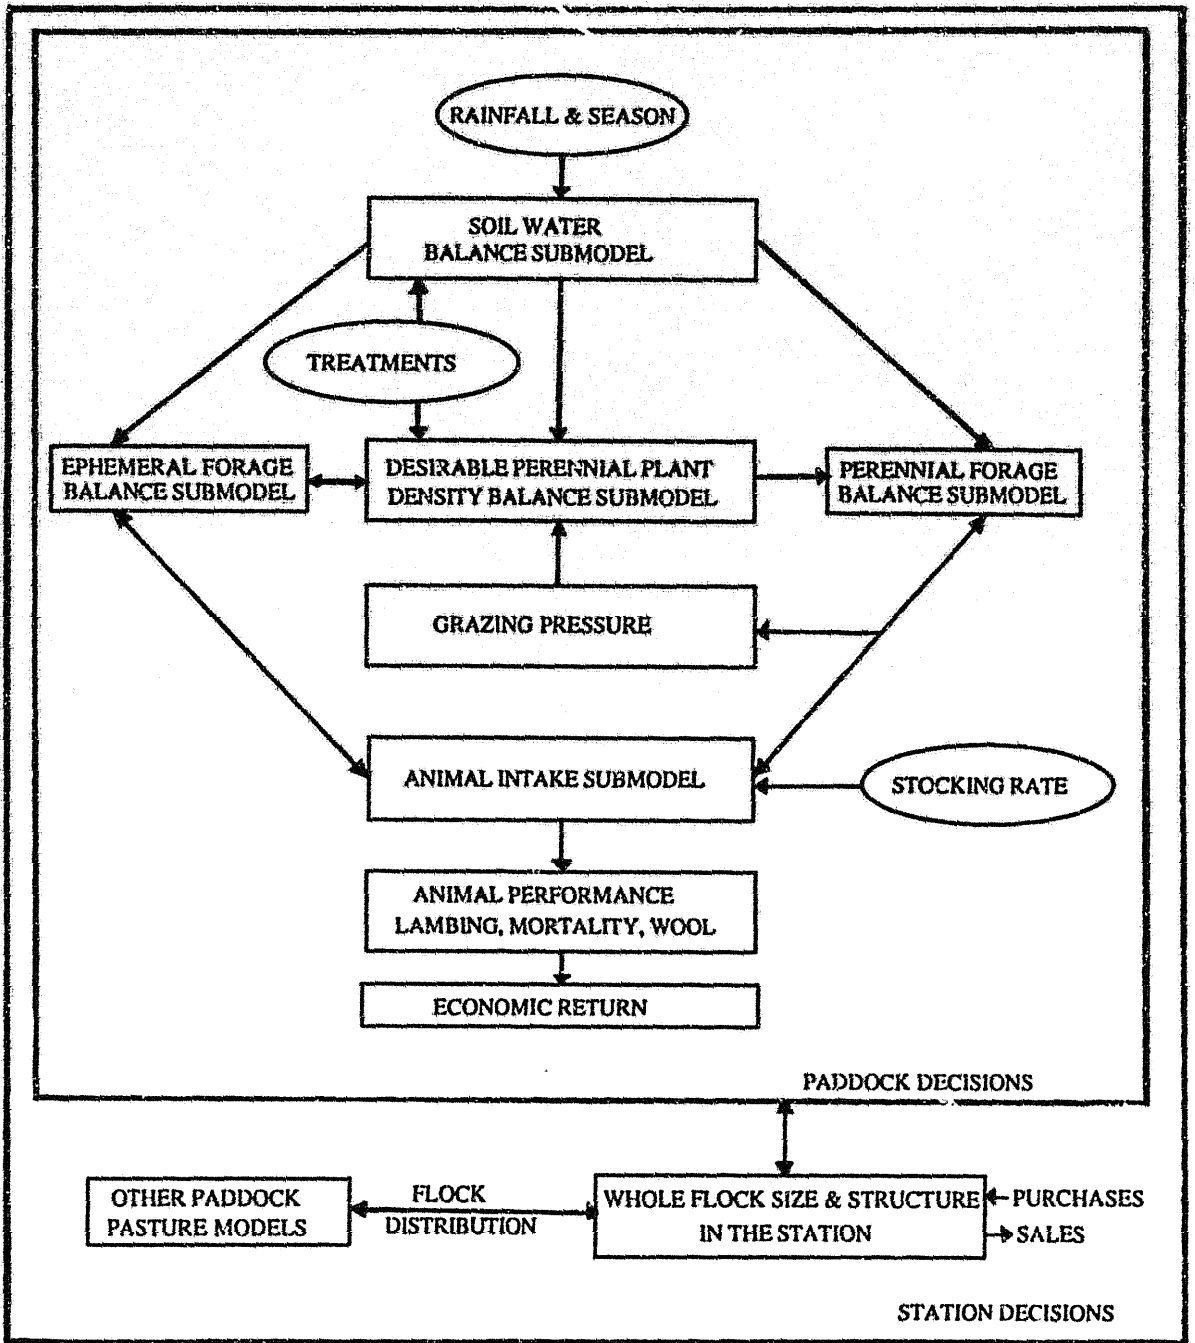 RAINFALL & SEASON
SOIL WATER
BALANCE SUBMODEL
TREATMENTS
EPHEMERAL FORAGE
BALANCE SUBMODEL
DESIRABLE PERENNIAL PLANT
DENSITY BALANCE SUBMODEL
PERENNIAL FORAGE
BALANCE SUBMODEL
GRAZING PRESSURE
ANIMAL INTAKE SUBMODEL
STOCKING RATE
ANIMAL PERFORMANCE
LAMBING, MORTALITY, WOOL
ECONOMIC RETURN
PADDOCK DECISIONS
OTHER PADDOCK
PASTURE MODELS
FLOCK
DISTRIBUTION
WHOLE FLOCK SIZE & STRUCTURE
IN THE STATION
PURCHASES
SALES
STATION DECISIONS